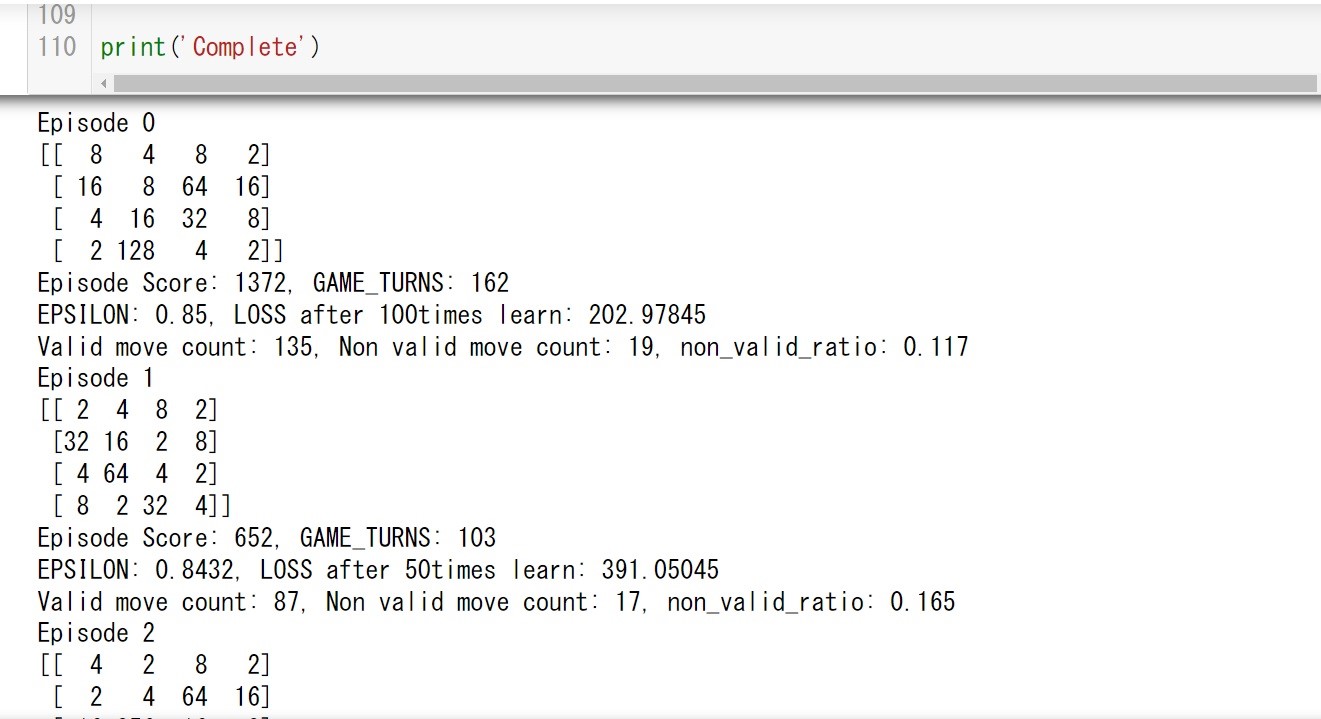 109
110 print('Complete')
Episode 0
[[  8   4   8   2]
 [ 16   8  64  16]
 [  4  16  32   8]
 [  2 128   4   2]]
Episode Score: 1372, GAME_TURNS: 162
EPSILON: 0.85, LOSS after 100times learn: 202.97845
Valid move count: 135, Non valid move count: 19, non_valid_ratio: 0.117
Episode 1
[[ 2  4  8  2]
 [32 16  2  8]
 [ 4 64  4  2]
 [ 8  2 32  4]]
Episode Score: 652, GAME_TURNS: 103
EPSILON: 0.8432, LOSS after 50times learn: 391.05045
Valid move count: 87, Non valid move count: 17, non_valid_ratio: 0.165
Episode 2
[[  4   2   8   2]
 [  2   4  64  16]